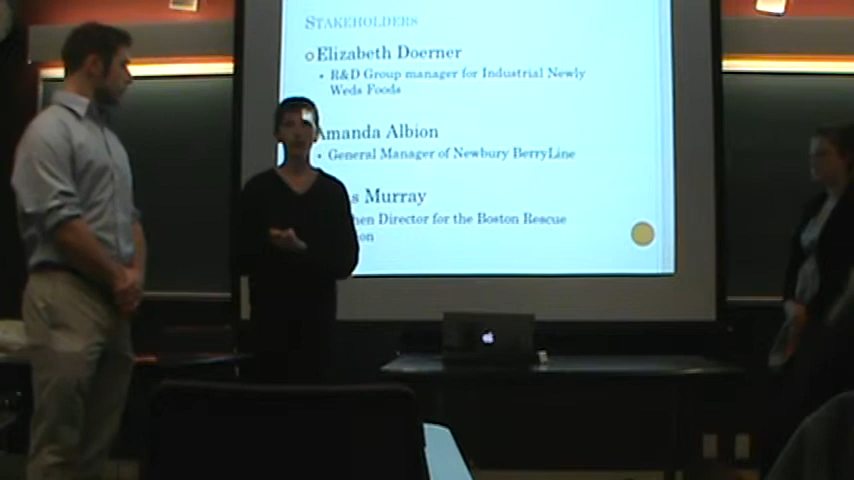 STAKEHOLDERS
Elizabeth Doerner
R&D Group manager for Industrial Newly
Weds Foods
Amanda Albion
General Manager of Newbury BerryLine
Murray
Director for the Boston Rescue